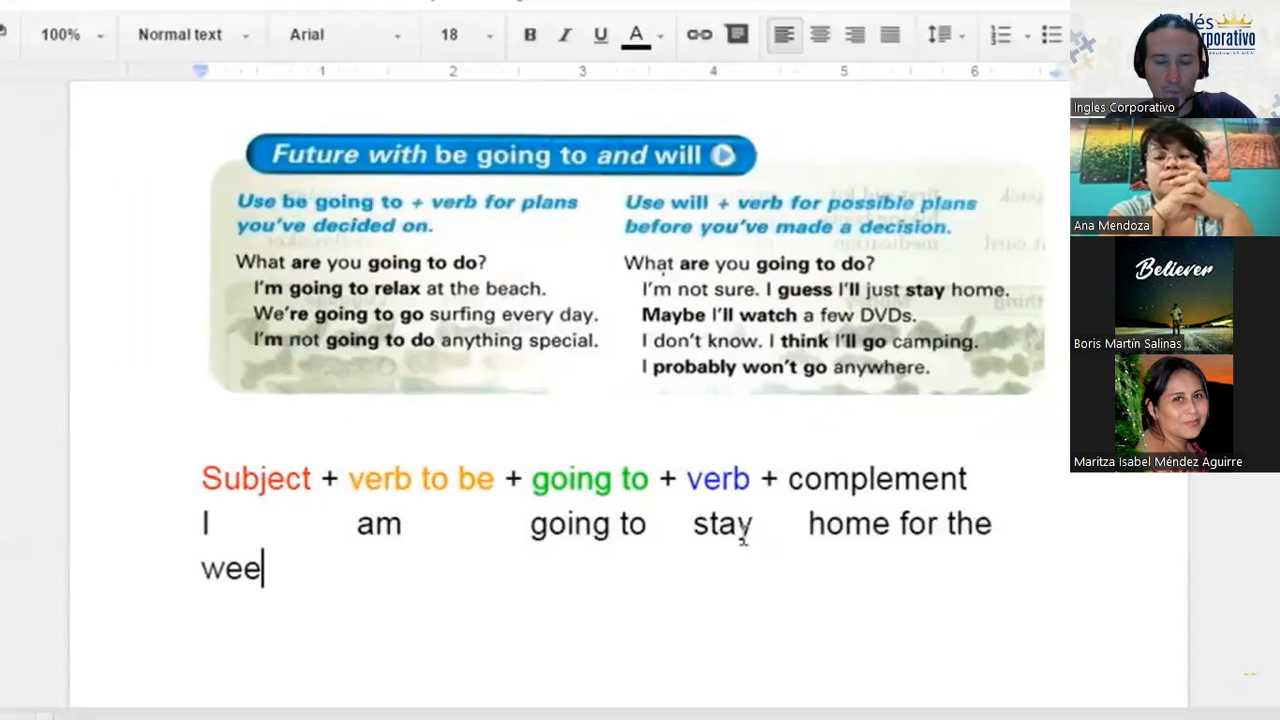 100%
Normal text
Arial
18
B I U A
1 2 3 4 5 6
Future with be going to and will
Use be going to + verb for plans
you've decided on.
What are you going to do?
I'm going to relax at the beach.
We're going to go surfing every day.
I'm not going to do anything special.
Use will + verb for possible plans
before you've made a decision.
What are you going to do?
I'm not sure. I guess I'll just stay home.
Maybe I'll watch a few DVDs.
I don't know. I think I'll go camping.
I probably won't go anywhere.
Subject + verb to be + going to + verb + complement
I am going to stay home for the
wee
Ingles Corporativo
Ana Mendoza
Believer
Boris Martín Salinas
Maritza Isabel Méndez Aguirre